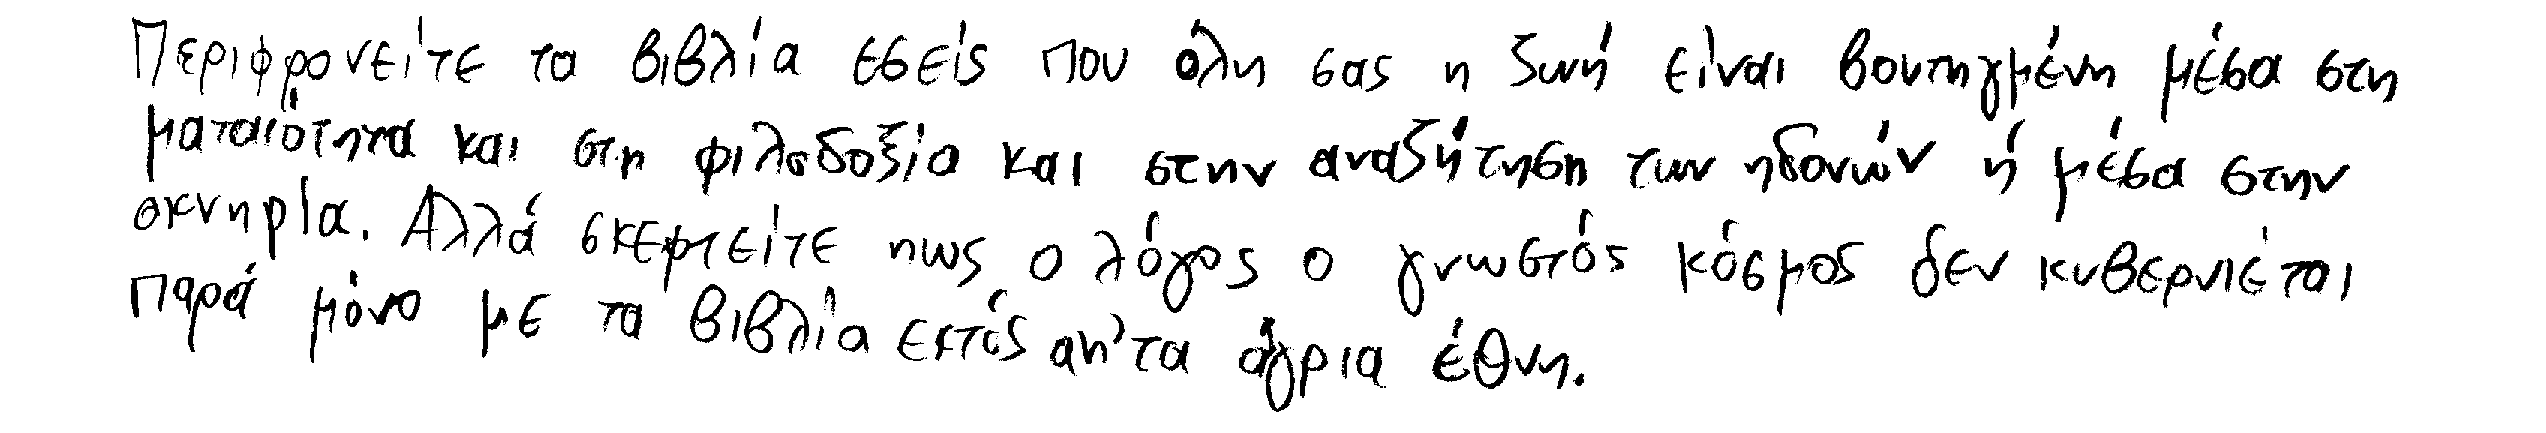 Περιφρονείτε τα βιβλία εσείς που όλη σας η ζωή είναι βουτηγμένη μέσα στη
ματαιότητα και στη φιλοδοξία και στην αναζήτηση των ηδονών ή μέσα στην
οκνηρία. Αλλά σκεφτείτε πως ο λόγος ο γνωστός κόσμος δεν κυβερνιέται
παρά μόνο με τα βιβλία εκτός απ' τα άγρια έθνη.